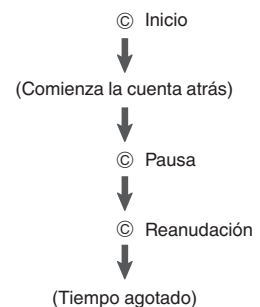 © Inicio
(Comienza la cuenta atrás)
© Pausa
© Reanudación
(Tiempo agotado)